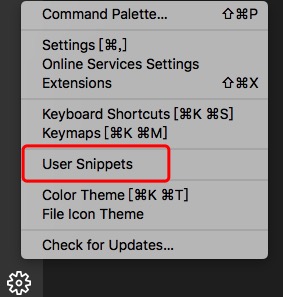 Command Palette... ⇧⌘P
Settings [⌘,]
Online Services Settings
Extensions ⇧⌘X
Keyboard Shortcuts [⌘K ⌘S]
Keymaps [⌘K ⌘M]
User Snippets
Color Theme [⌘K ⌘T]
File Icon Theme
Check for Updates...